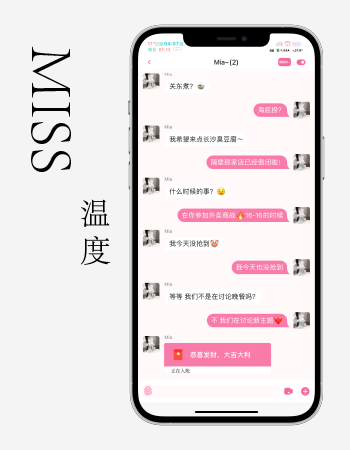 MISS
温度
Mia~(2)
Mia
关东煮？
海底捞？
Mia
我希望来点长沙臭豆腐～
隔壁那家店已经倒闭啦！
Mia
什么时候的事？
在你参加外卖商战🔥16-16的时候
Mia
我今天没抢到
我今天也没抢到
Mia
等等 我们不是在讨论晚餐吗？
不 我们在讨论新主题❤️
Mia
恭喜发财，大吉大利